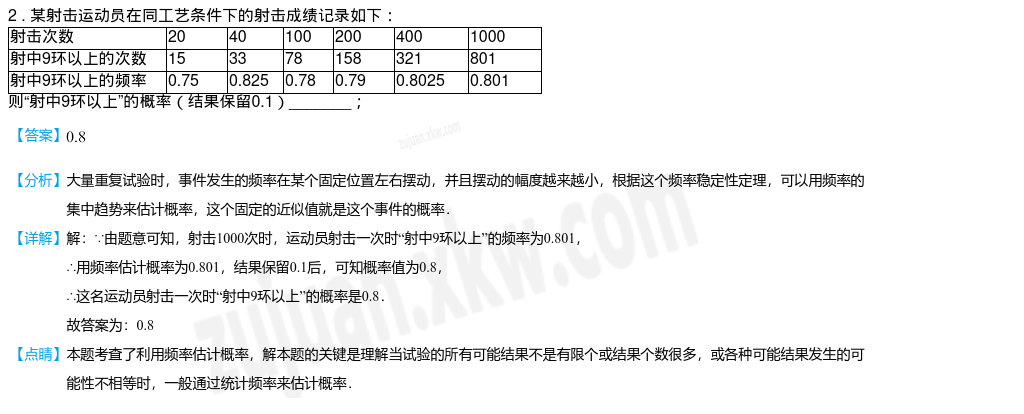 2 . 某射击运动员在同工艺条件下的射击成绩记录如下：
射击次数 20 40 100 200 400 1000
射中9环以上的次数 15 33 78 158 321 801
射中9环以上的频率 0.75 0.825 0.78 0.79 0.8025 0.801
则“射中9环以上”的概率（结果保留0.1）________；
【答案】0.8
zujuan.xkw.com
【分析】大量重复试验时，事件发生的频率在某个固定位置左右摆动，并且摆动的幅度越来越小，根据这个频率稳定性定理，可以用频率的
集中趋势来估计概率，这个固定的近似值就是这个事件的概率．
【详解】解：∵由题意可知，射击1000次时，运动员射击一次时“射中9环以上”的频率为0.801，
∴用频率估计概率为0.801，结果保留0.1后，可知概率值为0.8，
∴这名运动员射击一次时“射中9环以上”的概率是0.8．
故答案为：0.8
zujuan.xkw.com
【点睛】本题考查了利用频率估计概率，解本题的关键是理解当试验的所有可能结果不是有限个或结果个数很多，或各种可能结果发生的可
能性不相等时，一般通过统计频率来估计概率．